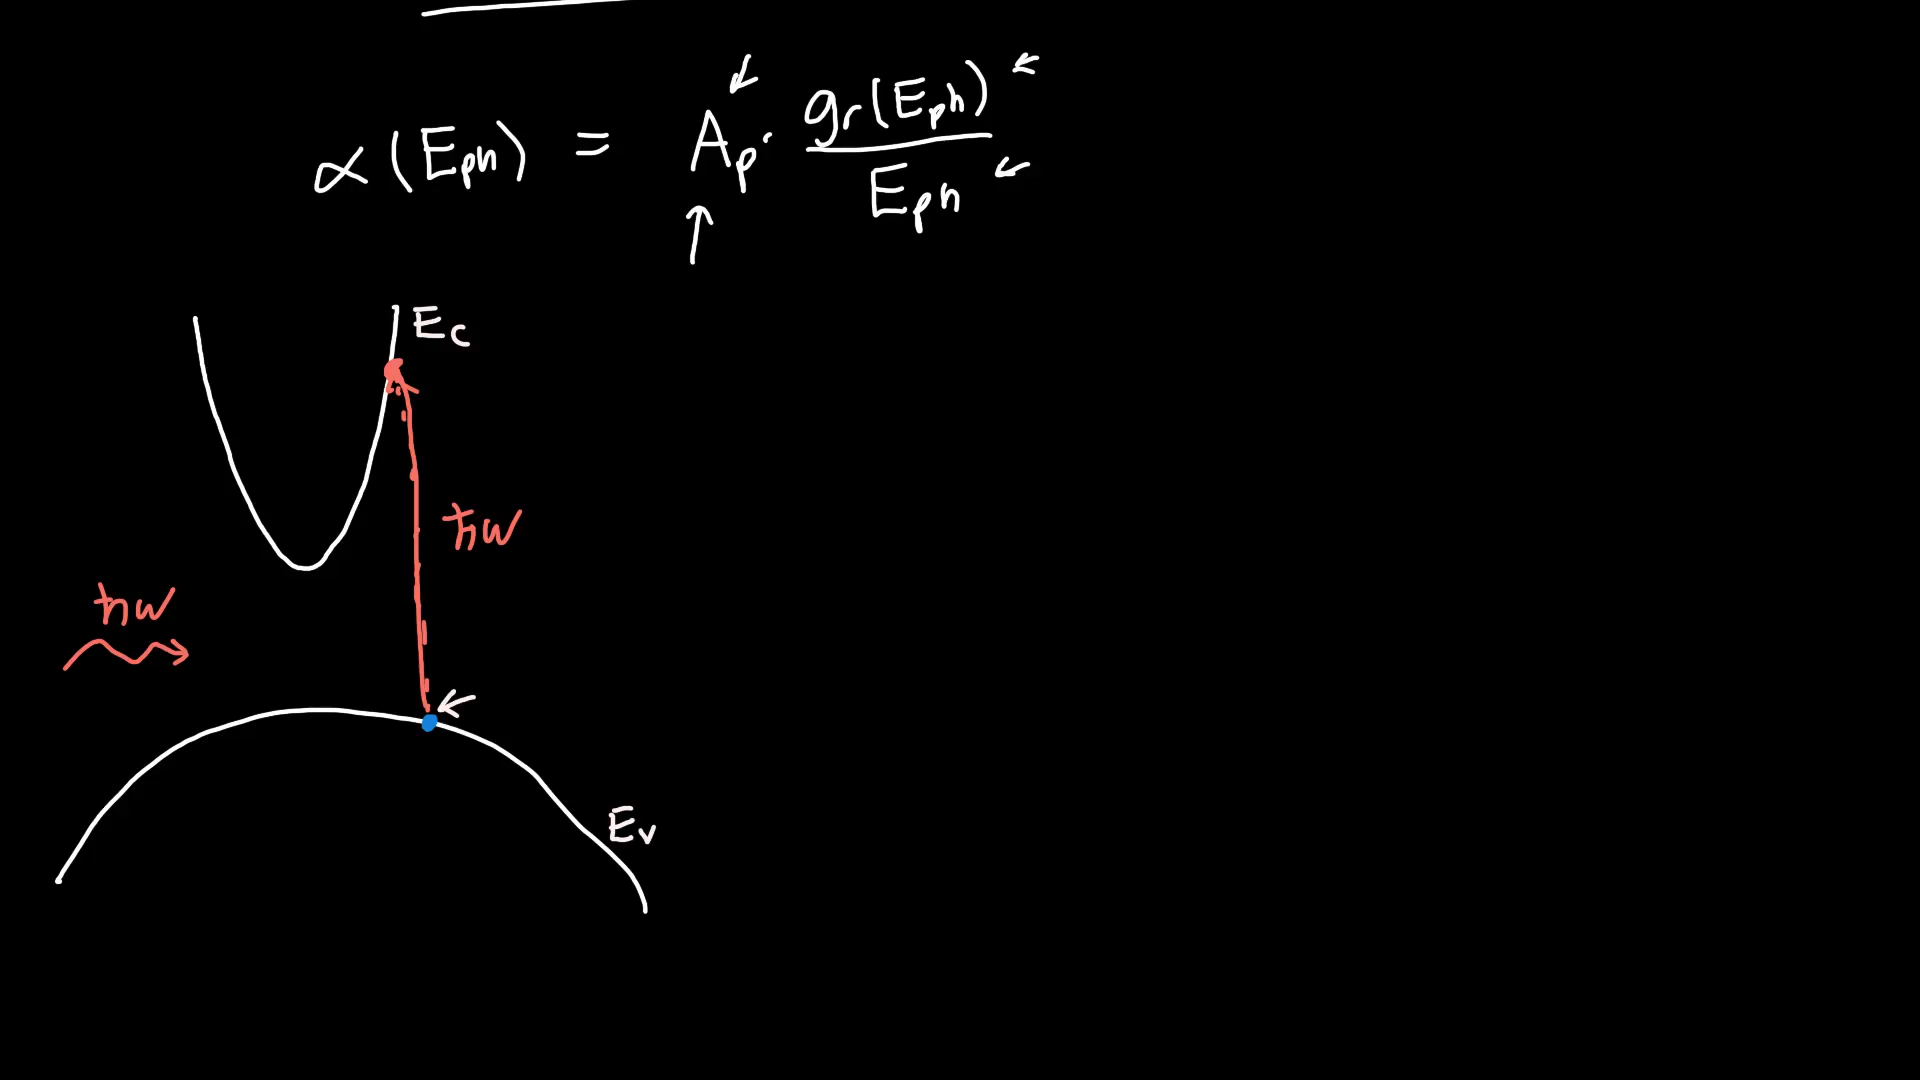 α(Eph) = Ap · gr(Eph) / Eph
Ec
ħw
ħw
Ev